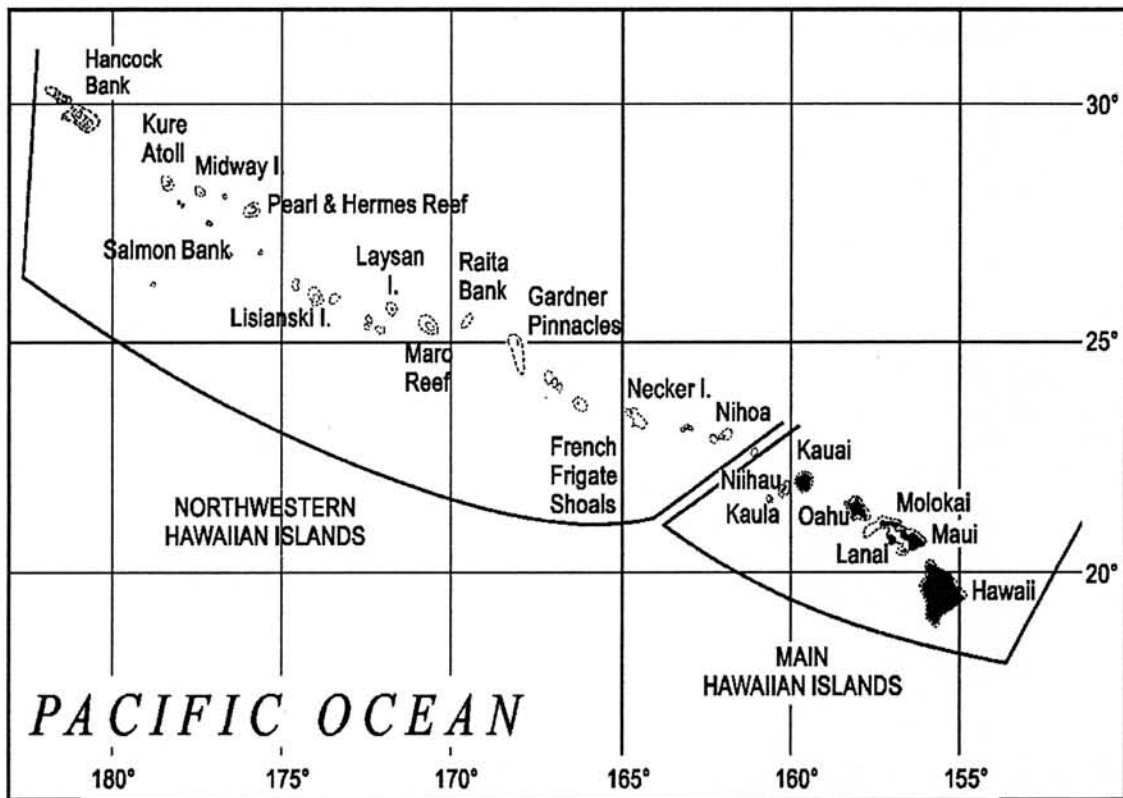 Hancock
Bank
30°
Kure
Atoll
Midway I.
Pearl & Hermes Reef
Salmon Bank
Laysan
I.
Raita
Bank
Gardner
Pinnacles
Lisianski I.
25°
Maro
Reef
Necker I.
Nihoa
French
Frigate
Shoals
Kauai
Niihau
Kaula
Oahu
Molokai
Maui
Lanai
NORTHWESTERN
HAWAIIAN ISLANDS
20°
Hawaii
MAIN
HAWAIIAN ISLANDS
PACIFIC OCEAN
180° 175° 170° 165° 160° 155°